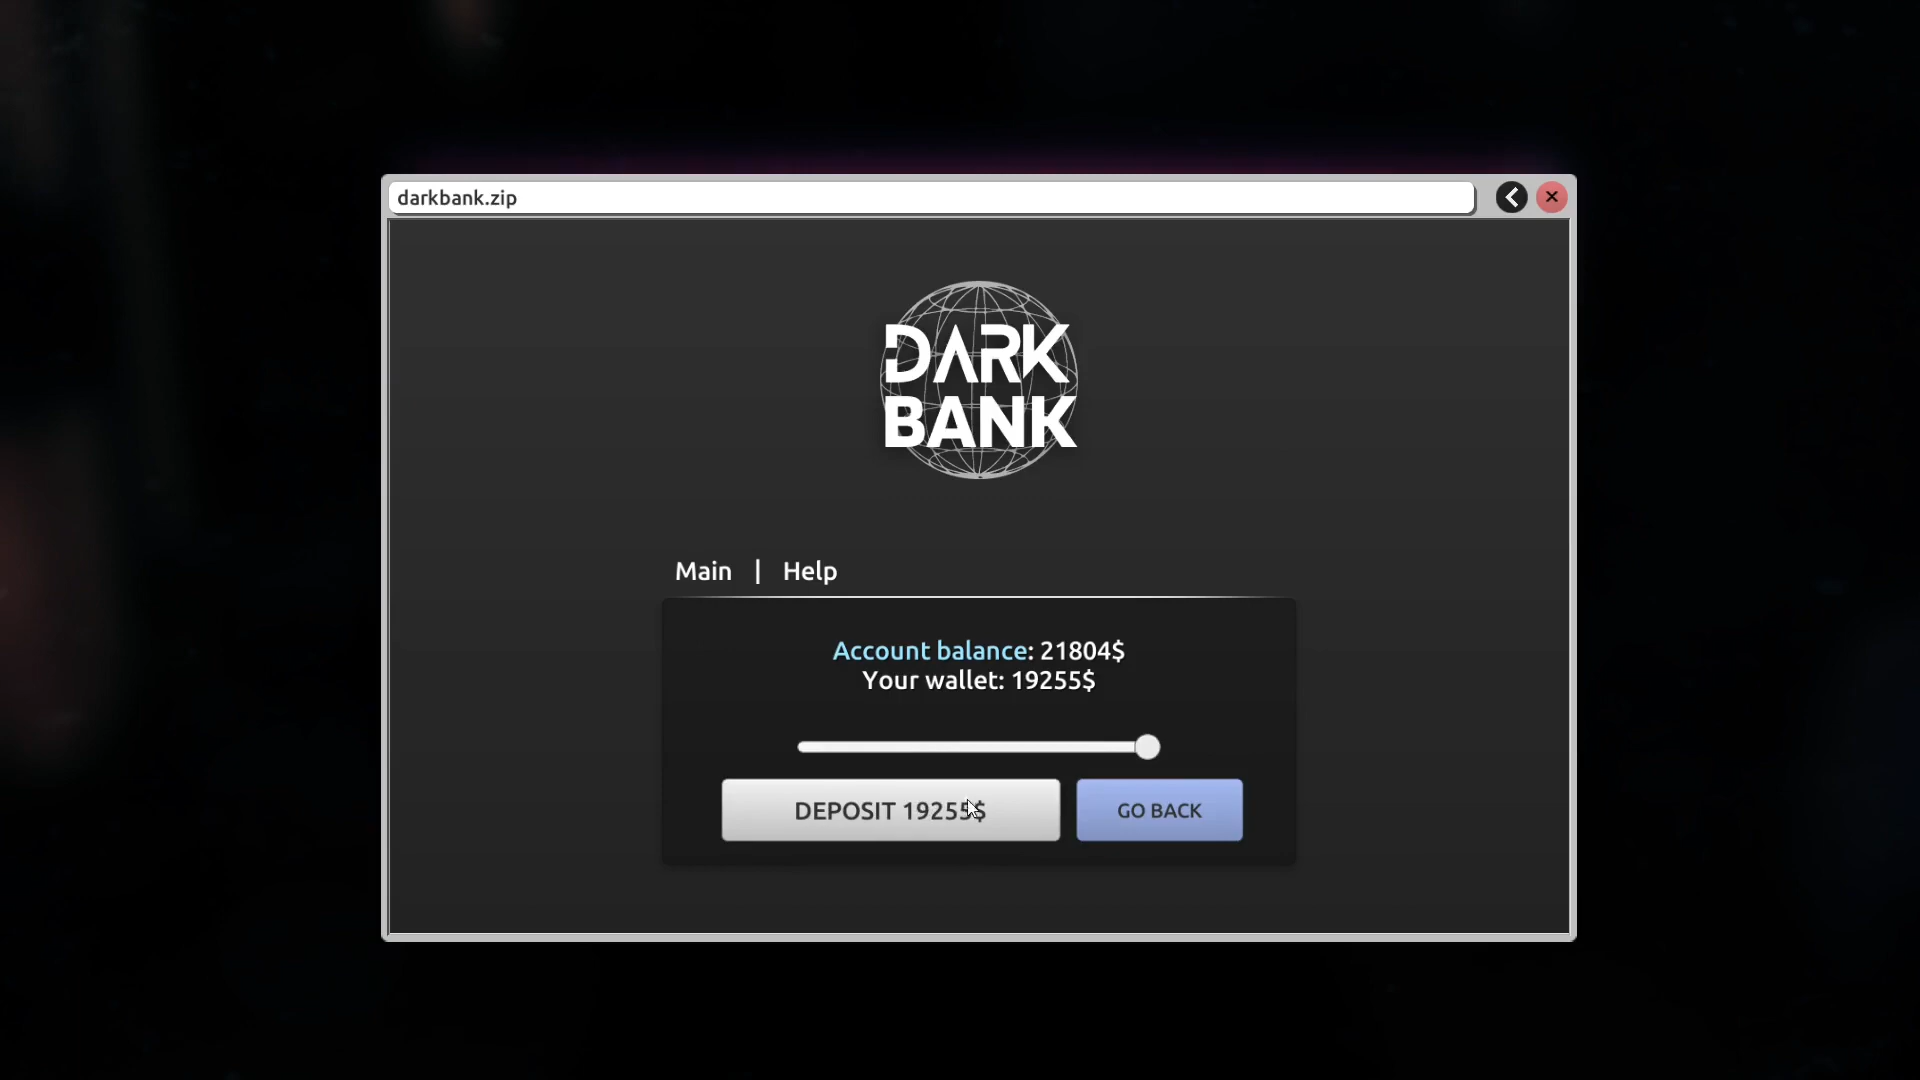 darkbank.zip
DARK
BANK
Main | Help
Account balance: 21804$
Your wallet: 19255$
DEPOSIT 19255$
GO BACK